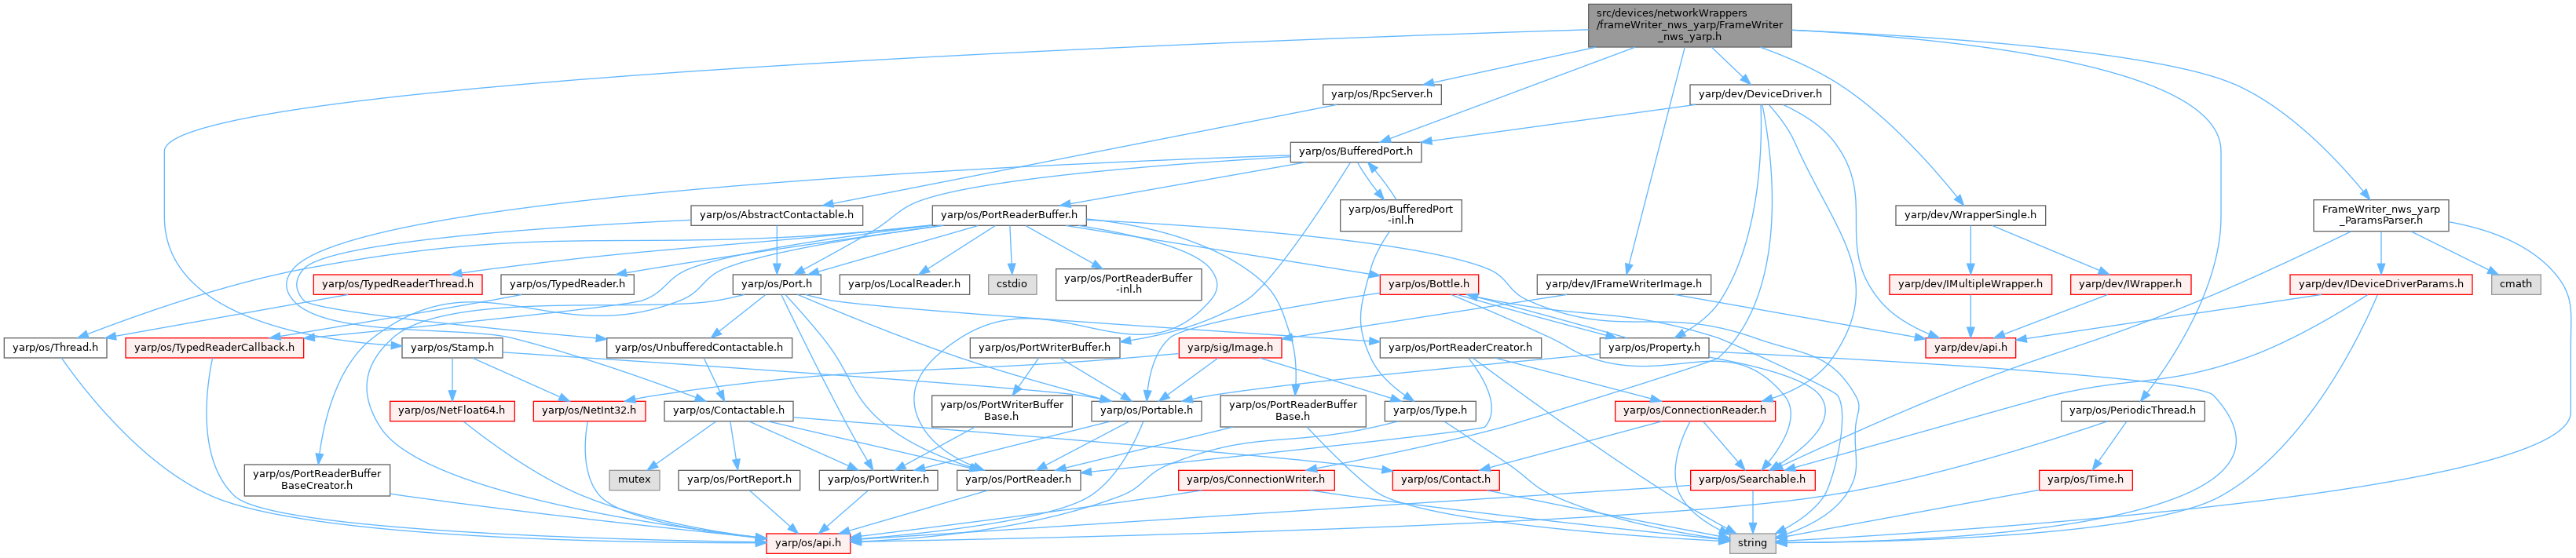 src/devices/networkWrappers
/frameWriter_nws_yarp/FrameWriter
_nws_yarp.h
yarp/os/RpcServer.h
yarp/dev/DeviceDriver.h
yarp/os/BufferedPort.h
yarp/os/AbstractContactable.h
yarp/os/PortReaderBuffer.h
yarp/os/BufferedPort
-inl.h
yarp/dev/WrapperSingle.h
FrameWriter_nws_yarp
_ParamsParser.h
yarp/os/TypedReaderThread.h
yarp/os/TypedReader.h
yarp/os/Port.h
yarp/os/LocalReader.h
cstdio
yarp/os/PortReaderBuffer
-inl.h
yarp/os/Bottle.h
yarp/dev/IFrameWriterImage.h
yarp/dev/IMultipleWrapper.h
yarp/dev/IWrapper.h
yarp/dev/IDeviceDriverParams.h
cmath
yarp/os/Thread.h
yarp/os/TypedReaderCallback.h
yarp/os/Stamp.h
yarp/os/UnbufferedContactable.h
yarp/os/PortWriterBuffer.h
yarp/sig/Image.h
yarp/os/PortReaderCreator.h
yarp/os/Property.h
yarp/dev/api.h
yarp/os/NetFloat64.h
yarp/os/NetInt32.h
yarp/os/Contactable.h
yarp/os/PortWriterBuffer
Base.h
yarp/os/Portable.h
yarp/os/PortReaderBuffer
Base.h
yarp/os/Type.h
yarp/os/ConnectionReader.h
yarp/os/PeriodicThread.h
yarp/os/PortReaderBuffer
BaseCreator.h
mutex
yarp/os/PortReport.h
yarp/os/PortWriter.h
yarp/os/PortReader.h
yarp/os/ConnectionWriter.h
yarp/os/Contact.h
yarp/os/Searchable.h
yarp/os/Time.h
yarp/os/api.h
string